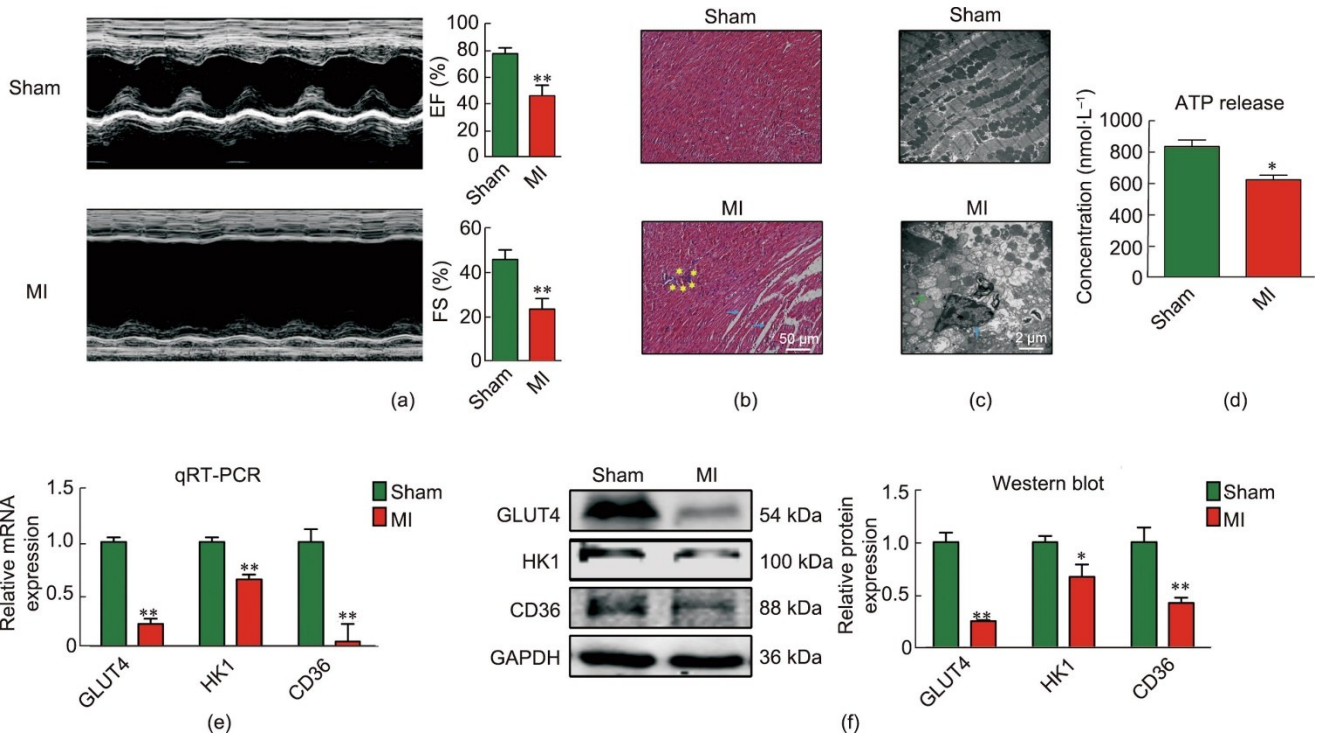 Sham
MI
EF (%)
100
80
60
40
20
0
**
Sham
MI
FS (%)
60
40
20
0
**
Sham
MI
(a)
Sham
MI
50 μm
(b)
Sham
MI
2 μm
(c)
ATP release
Concentration (nmol·L⁻¹)
1000
800
600
400
200
0
*
Sham
MI
(d)
qRT-PCR
Relative mRNA
expression
1.5
1.0
0.5
0
**
**
**
GLUT4
HK1
CD36
Sham
MI
(e)
Sham
MI
GLUT4
54 kDa
HK1
100 kDa
CD36
88 kDa
GAPDH
36 kDa
Western blot
Relative protein
expression
1.5
1.0
0.5
0
**
*
**
GLUT4
HK1
CD36
Sham
MI
(f)